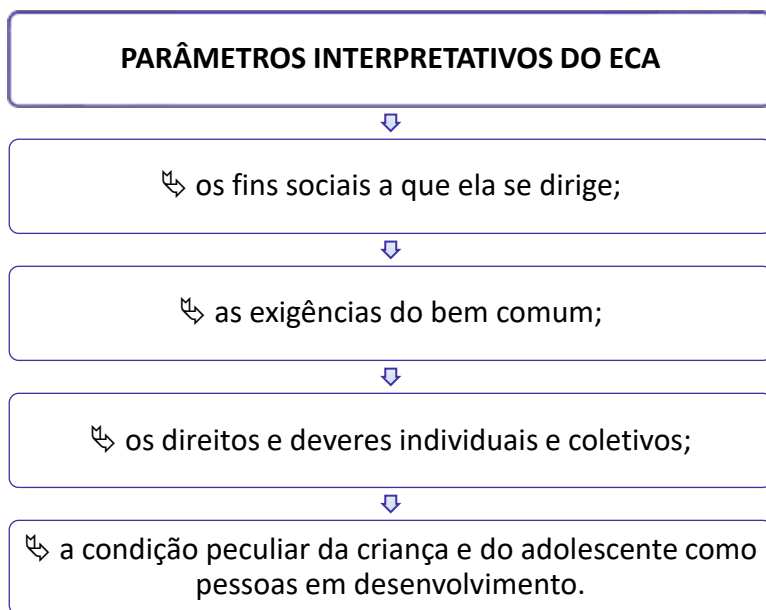 PARÂMETROS INTERPRETATIVOS DO ECA
⮱ os fins sociais a que ela se dirige;
⮱ as exigências do bem comum;
⮱ os direitos e deveres individuais e coletivos;
⮱ a condição peculiar da criança e do adolescente como
pessoas em desenvolvimento.